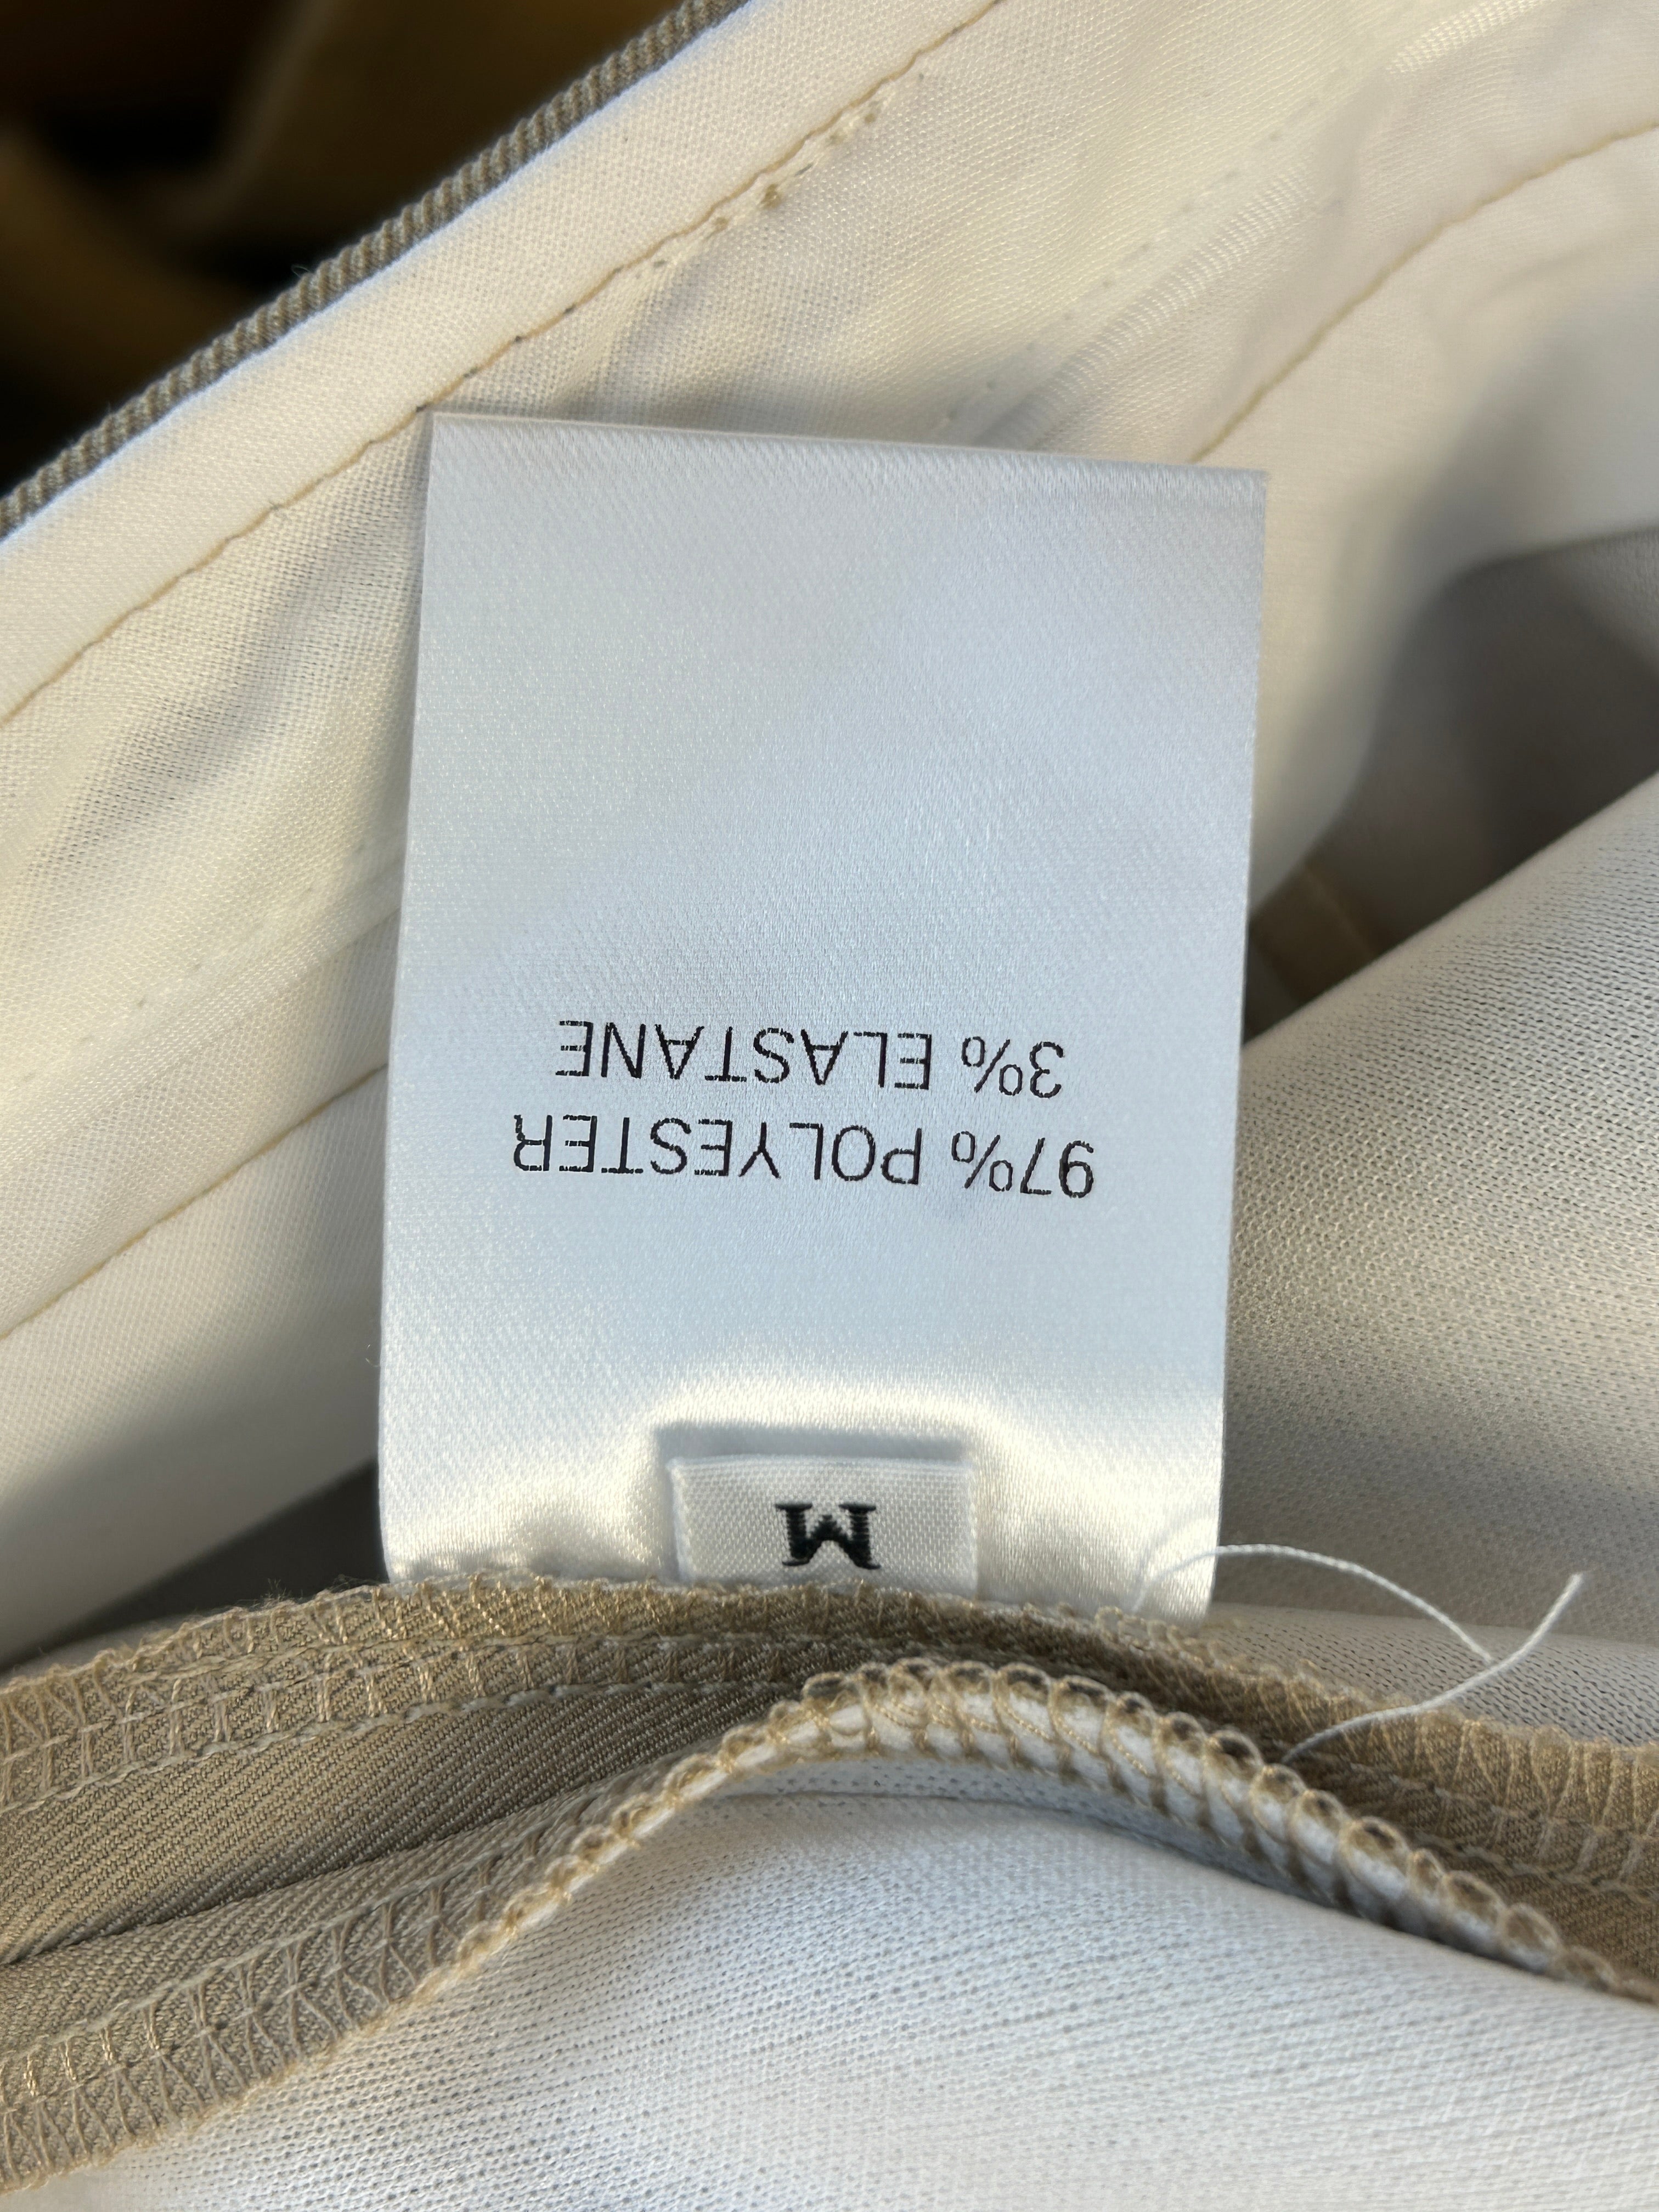 M
97% POLYESTER
3% ELASTANE